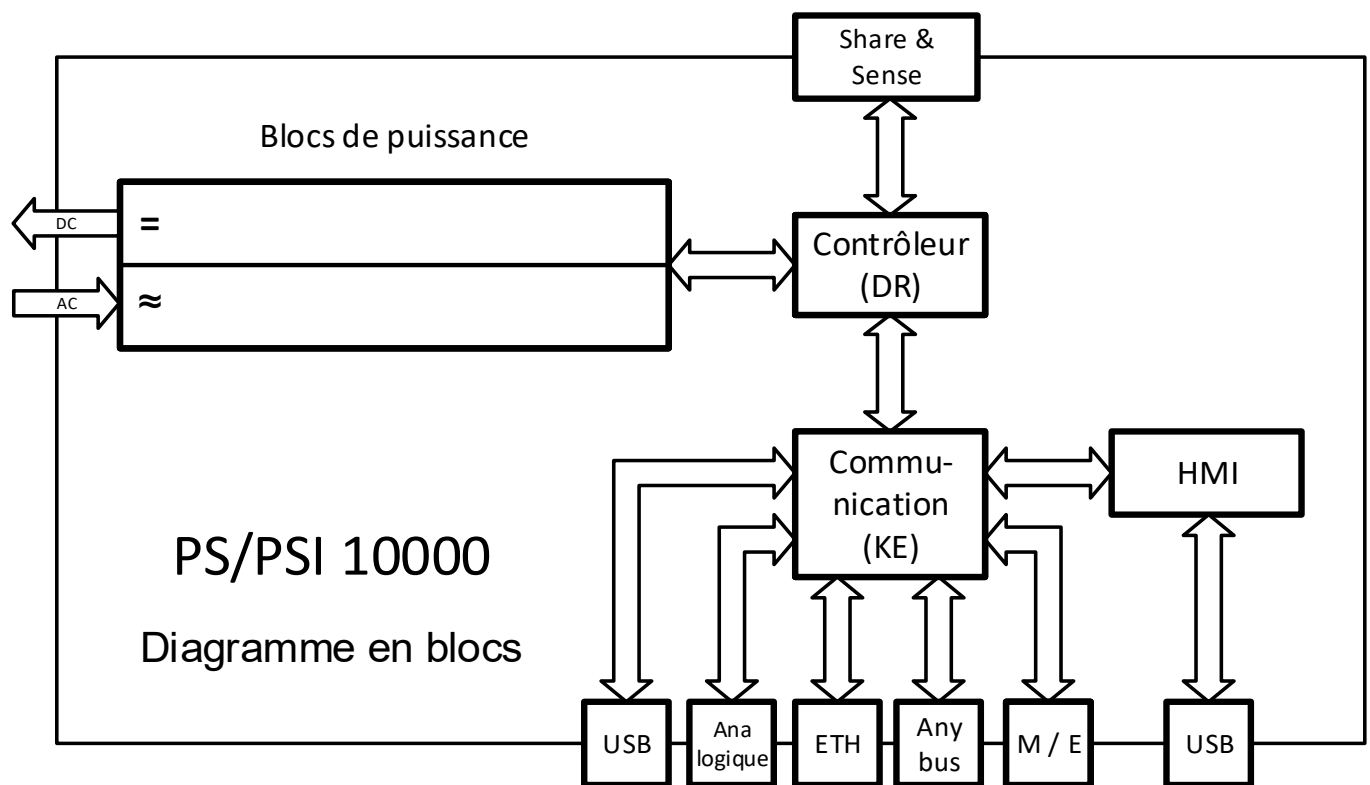 Share &
Sense
Blocs de puissance
DC
=
Contrôleur
(DR)
AC
≈
Commu-
nication
(KE)
HMI
PS/PSI 10000
Diagramme en blocs
USB
Ana
logique
ETH
Any
bus
M / E
USB